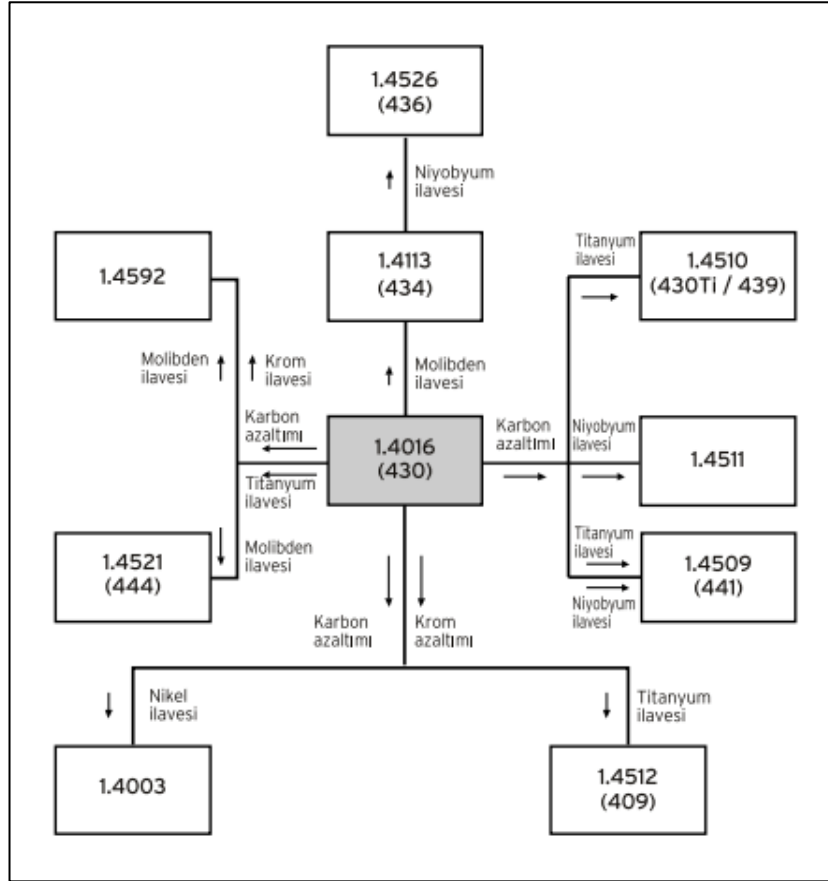 1.4526
(436)
Niyobyum
ilavesi
1.4592
1.4113
(434)
Titanyum
ilavesi
1.4510
(430Ti / 439)
Molibden
ilavesi
Krom
ilavesi
Molibden
ilavesi
Karbon
azaltımı
1.4016
(430)
Karbon
azaltımı
Niyobyum
ilavesi
1.4511
Titanyum
ilavesi
1.4521
(444)
Molibden
ilavesi
Titanyum
ilavesi
1.4509
(441)
Niyobyum
ilavesi
Karbon
azaltımı
Krom
azaltımı
Nikel
ilavesi
Titanyum
ilavesi
1.4003
1.4512
(409)